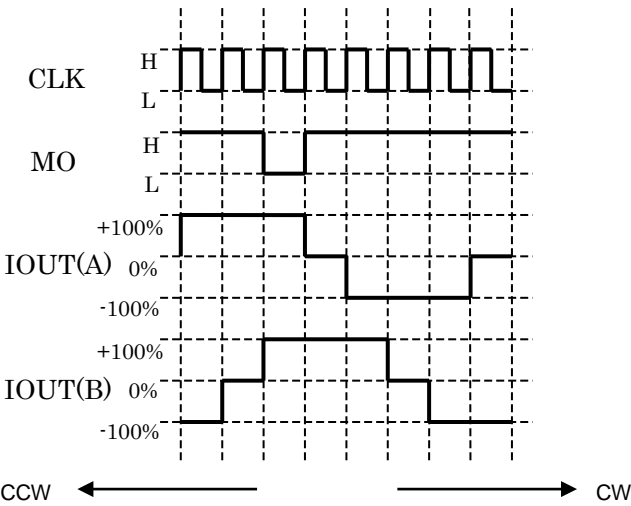 CLK
H
L
MO
H
L
IOUT(A)
+100%
0%
-100%
IOUT(B)
+100%
0%
-100%
CCW
CW